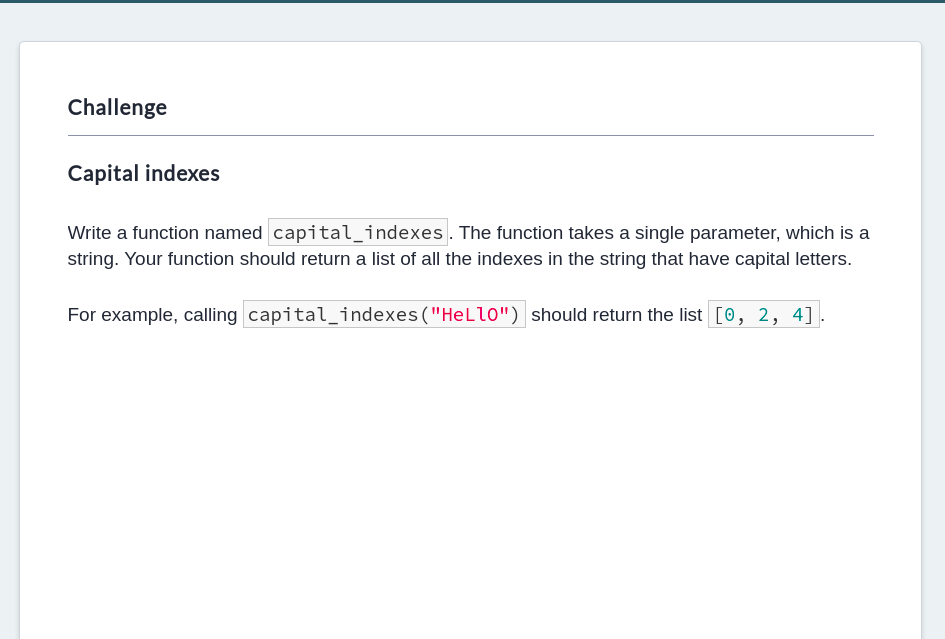 Challenge
Capital indexes
Write a function named capital_indexes. The function takes a single parameter, which is a
string. Your function should return a list of all the indexes in the string that have capital letters.
For example, calling capital_indexes("HeLlO") should return the list [0, 2, 4].